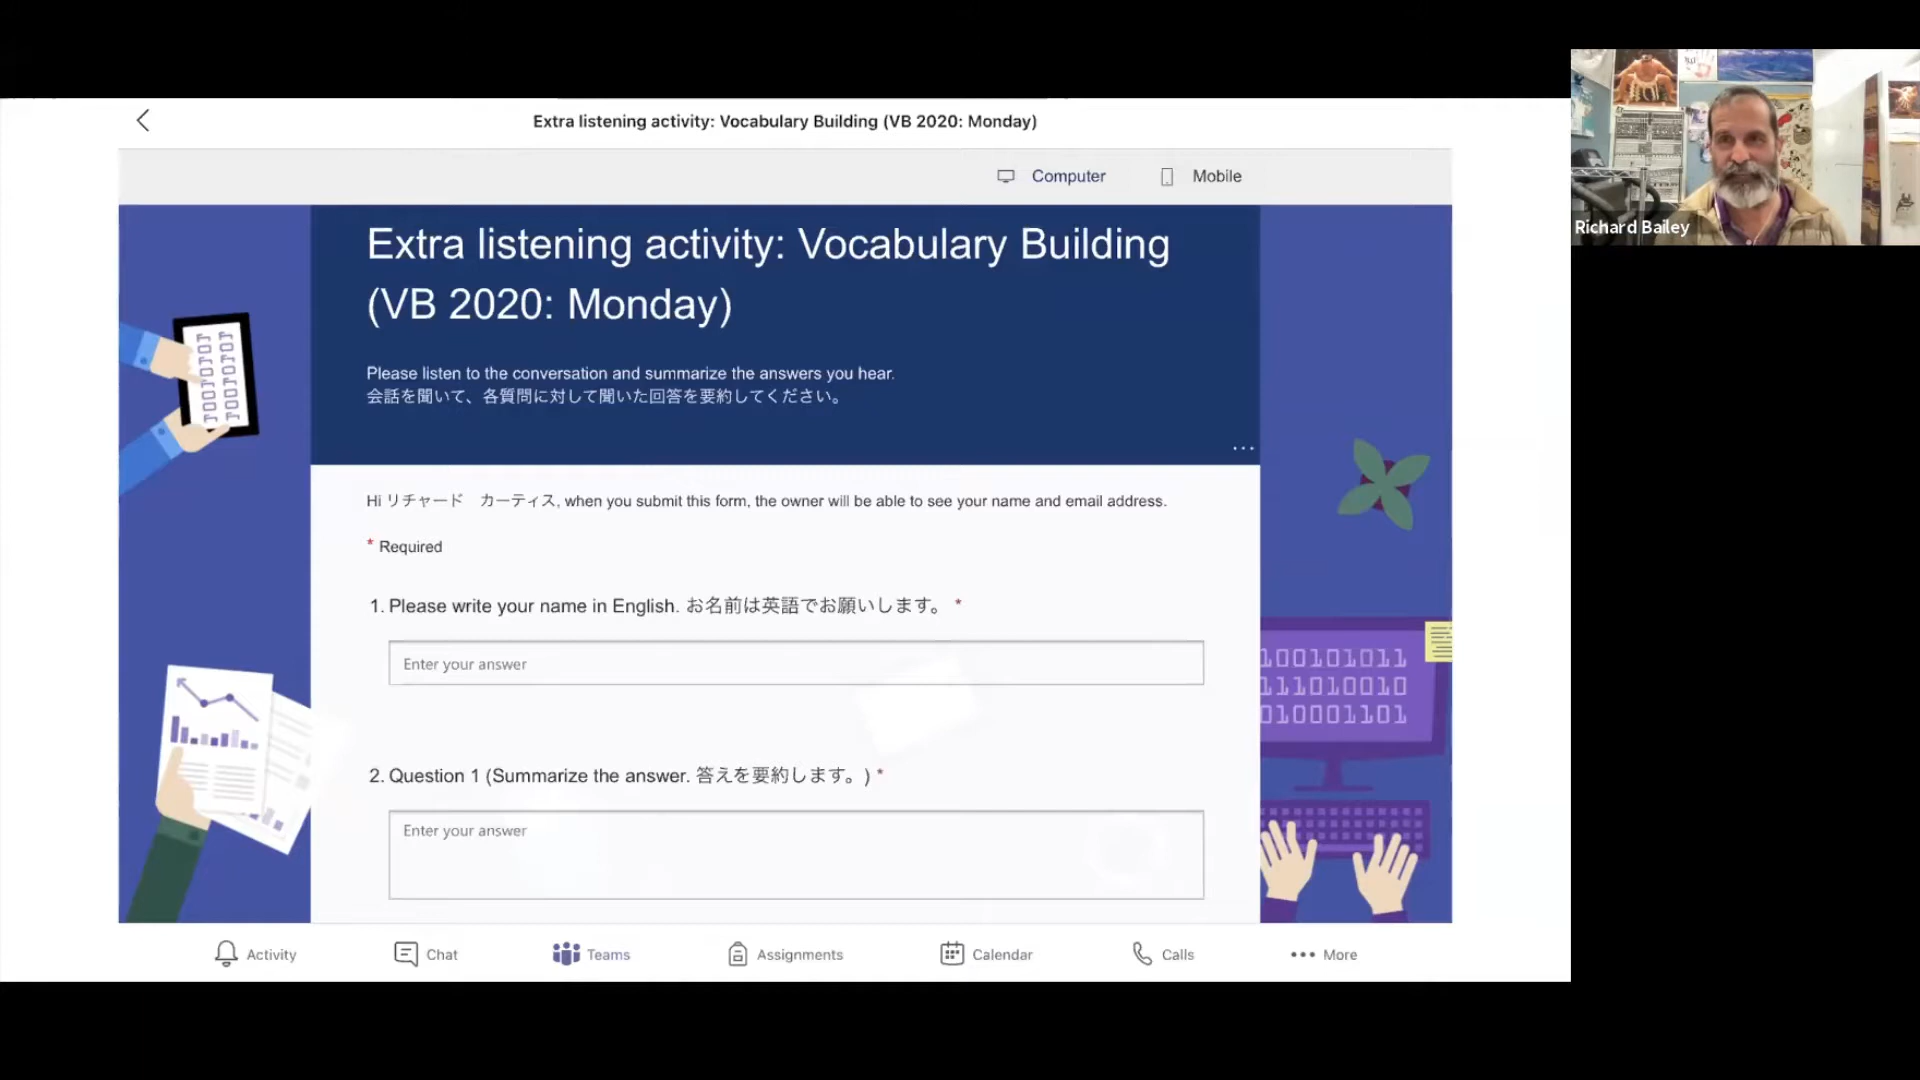 Extra listening activity: Vocabulary Building (VB 2020: Monday)
Computer
Mobile
Richard Bailey
Extra listening activity: Vocabulary Building
(VB 2020: Monday)
Please listen to the conversation and summarize the answers you hear.
会話を聞いて、各質問に対して聞いた回答を要約してください。
...
Hi リチャード　カーティス, when you submit this form, the owner will be able to see your name and email address.
* Required
1. Please write your name in English. お名前は英語でお願いします。 *
Enter your answer
100101011
111010010
010001101
2. Question 1 (Summarize the answer. 答えを要約します。) *
Enter your answer
Activity
Chat
Teams
Assignments
Calendar
Calls
More